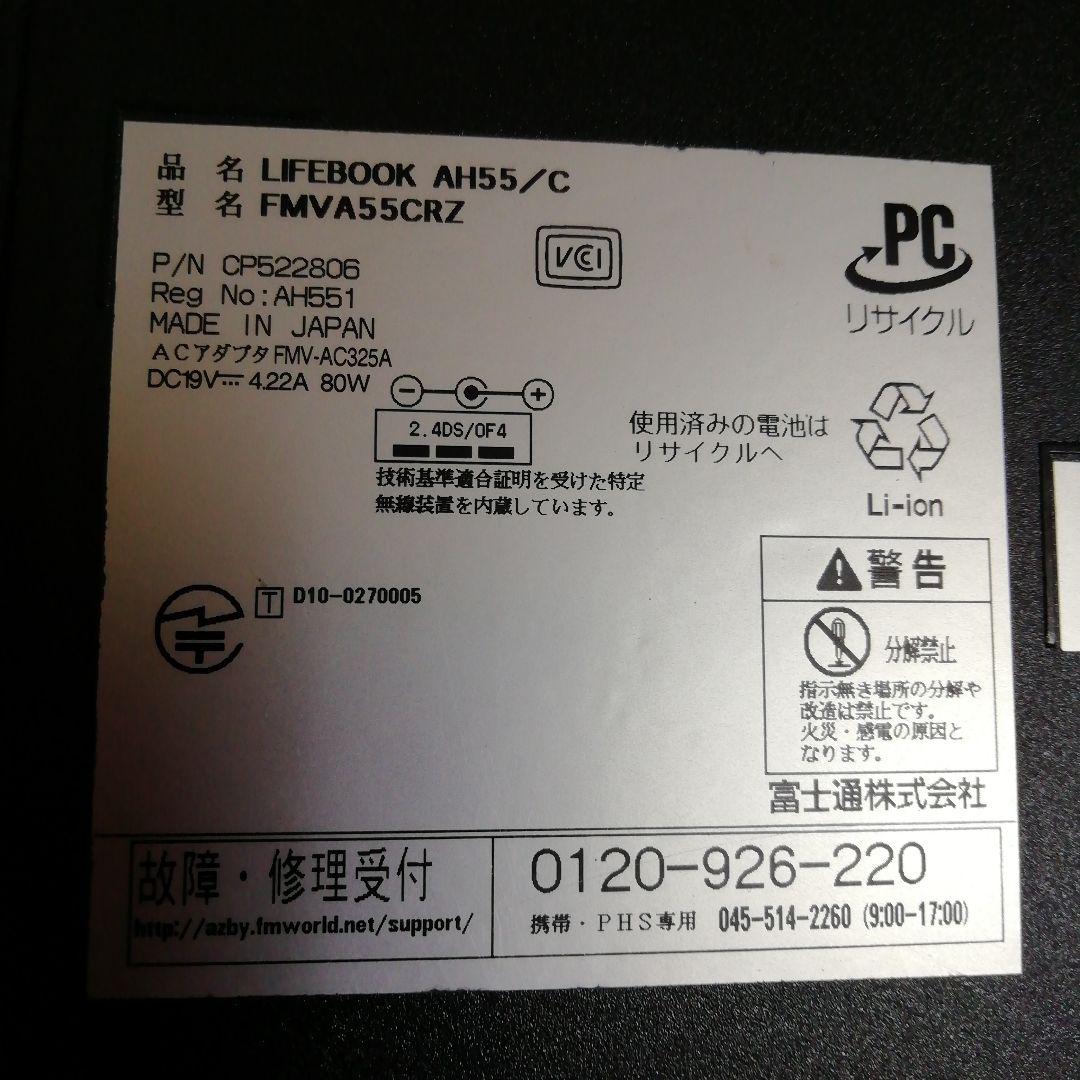 品 名 LIFEBOOK AH55/C
型 名 FMVA55CRZ
VCI
PC
リサイクル
P/N CP522806
Reg No:AH551
MADE IN JAPAN
ACアダプタFMV-AC325A
DC19V⎓ 4.22A 80W
2.4DS/OF4
技術基準適合証明を受けた特定
無線装置を内蔵しています。
使用済みの電池は
リサイクルへ
Li-ion
T D10-0270005
警告
分解禁止
指示無き場所の分解や
改造は禁止です。
火災・感電の原因と
なります。
富士通株式会社
故障・修理受付
http://azby.fmworld.net/support/
0120-926-220
携帯・PHS専用 045-514-2260 (9:00-17:00)